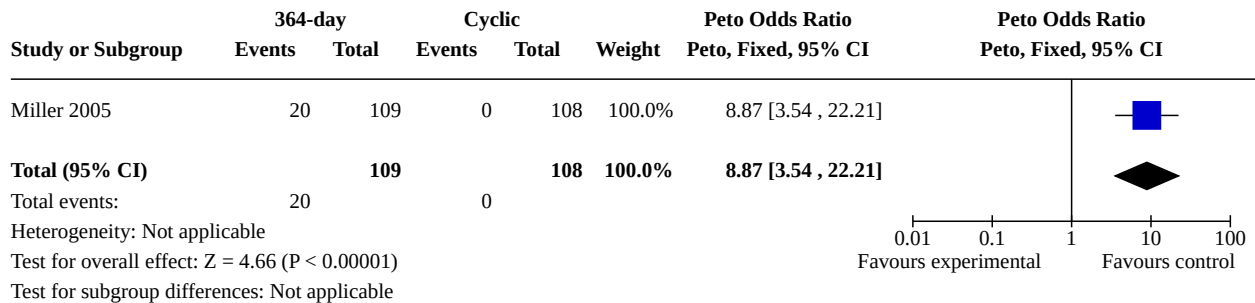 364-day Cyclic Peto Odds Ratio Peto Odds Ratio
Study or Subgroup Events Total Events Total Weight Peto, Fixed, 95% CI Peto, Fixed, 95% CI
Miller 2005 20 109 0 108 100.0% 8.87 [3.54 , 22.21]
Total (95% CI) 109 108 100.0% 8.87 [3.54 , 22.21]
Total events: 20 0
Heterogeneity: Not applicable
0.01 0.1 1 10 100
Test for overall effect: Z = 4.66 (P < 0.00001)
Favours experimental Favours control
Test for subgroup differences: Not applicable